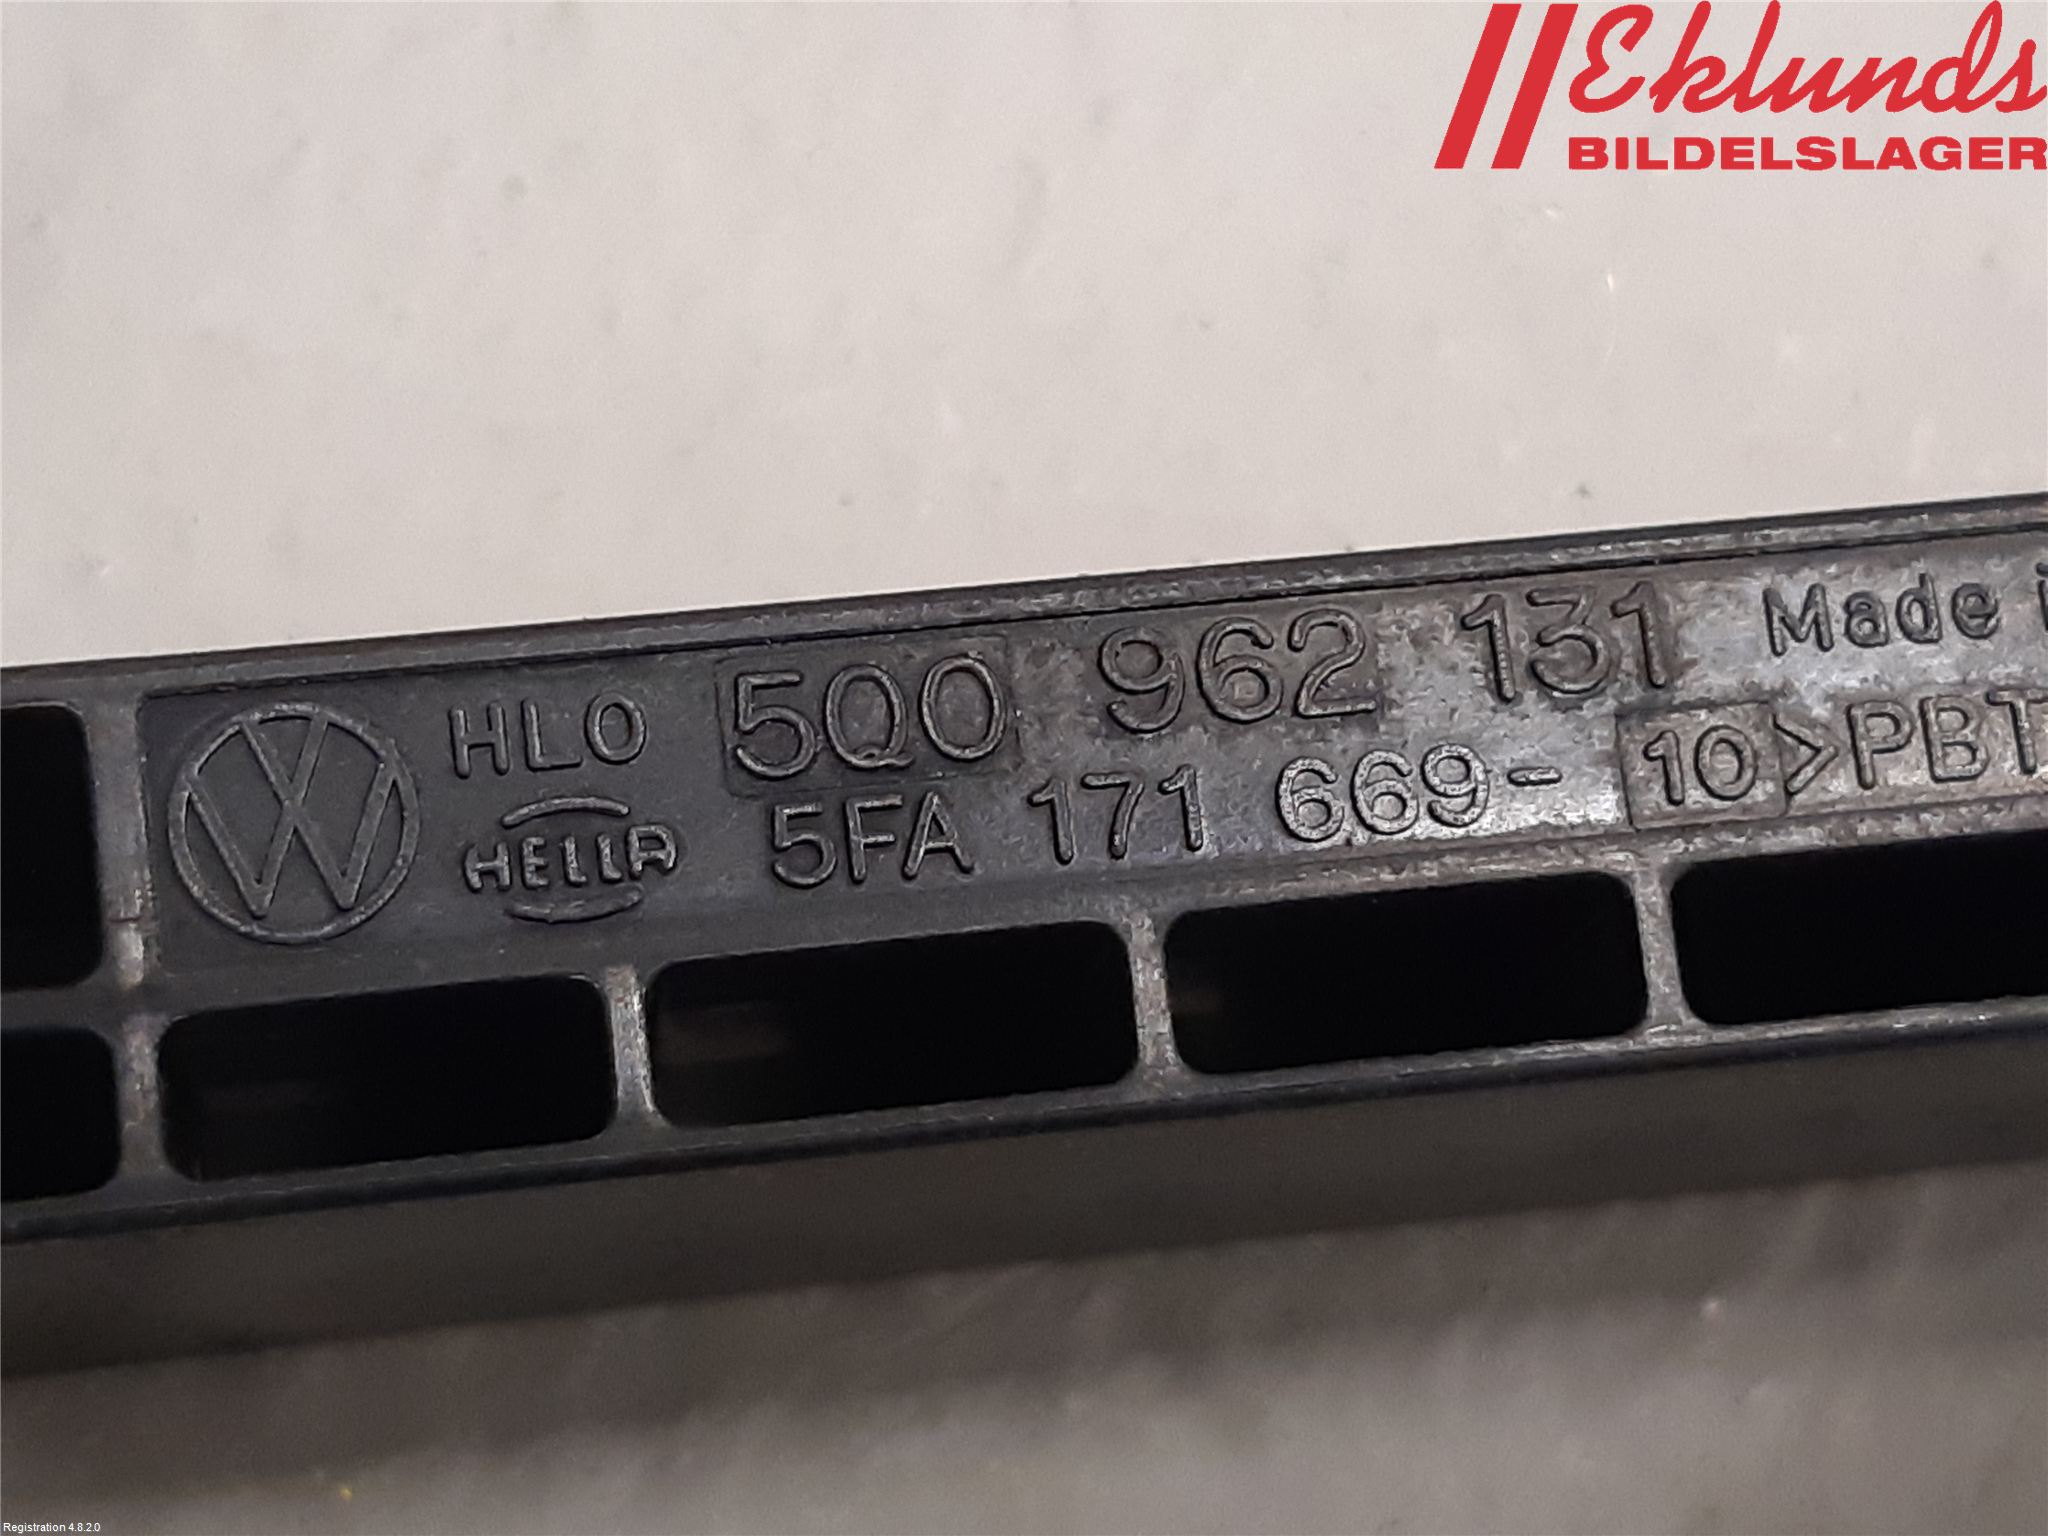 Eklunds
BILDELSLAGER
HLO 5Q0 962 131 Made
HELLA 5FA 171 669-10 >PBT
Registration 4.8.2.0